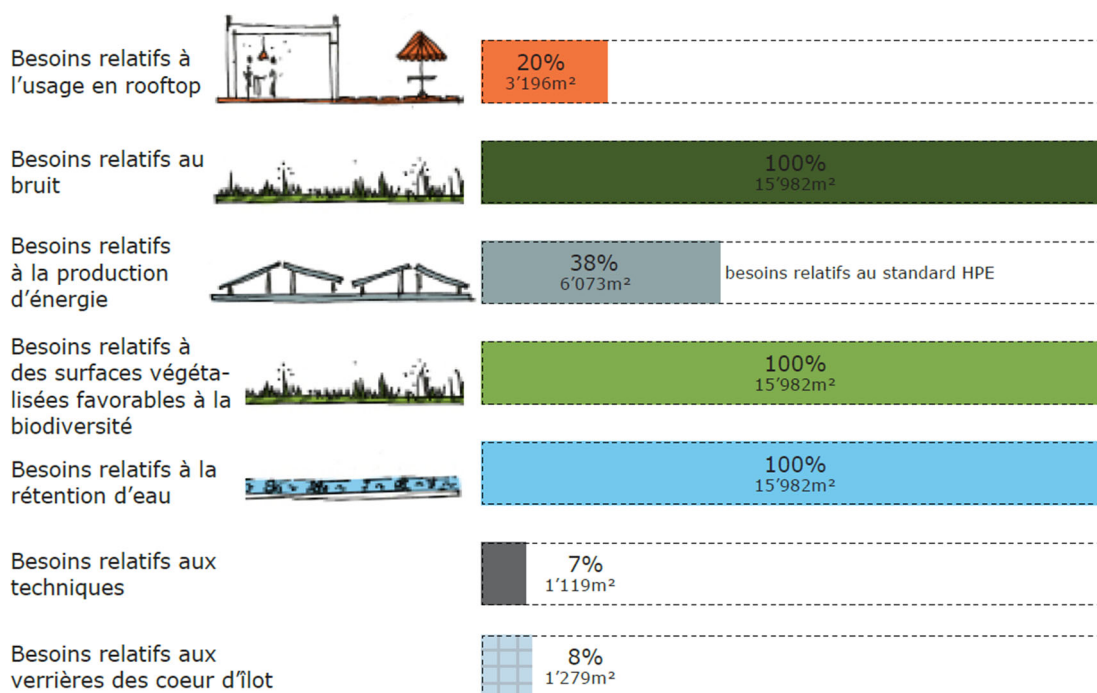 Besoins relatifs à
l'usage en rooftop
20%
3'196m²
Besoins relatifs au
bruit
100%
15'982m²
Besoins relatifs
à la production
d'énergie
38%
6'073m²
besoins relatifs au standard HPE
Besoins relatifs à
des surfaces végéta-
lisées favorables à la
biodiversité
100%
15'982m²
Besoins relatifs à la
rétention d'eau
100%
15'982m²
Besoins relatifs aux
techniques
7%
1'119m²
Besoins relatifs aux
verrières des coeur d'îlot
8%
1'279m²